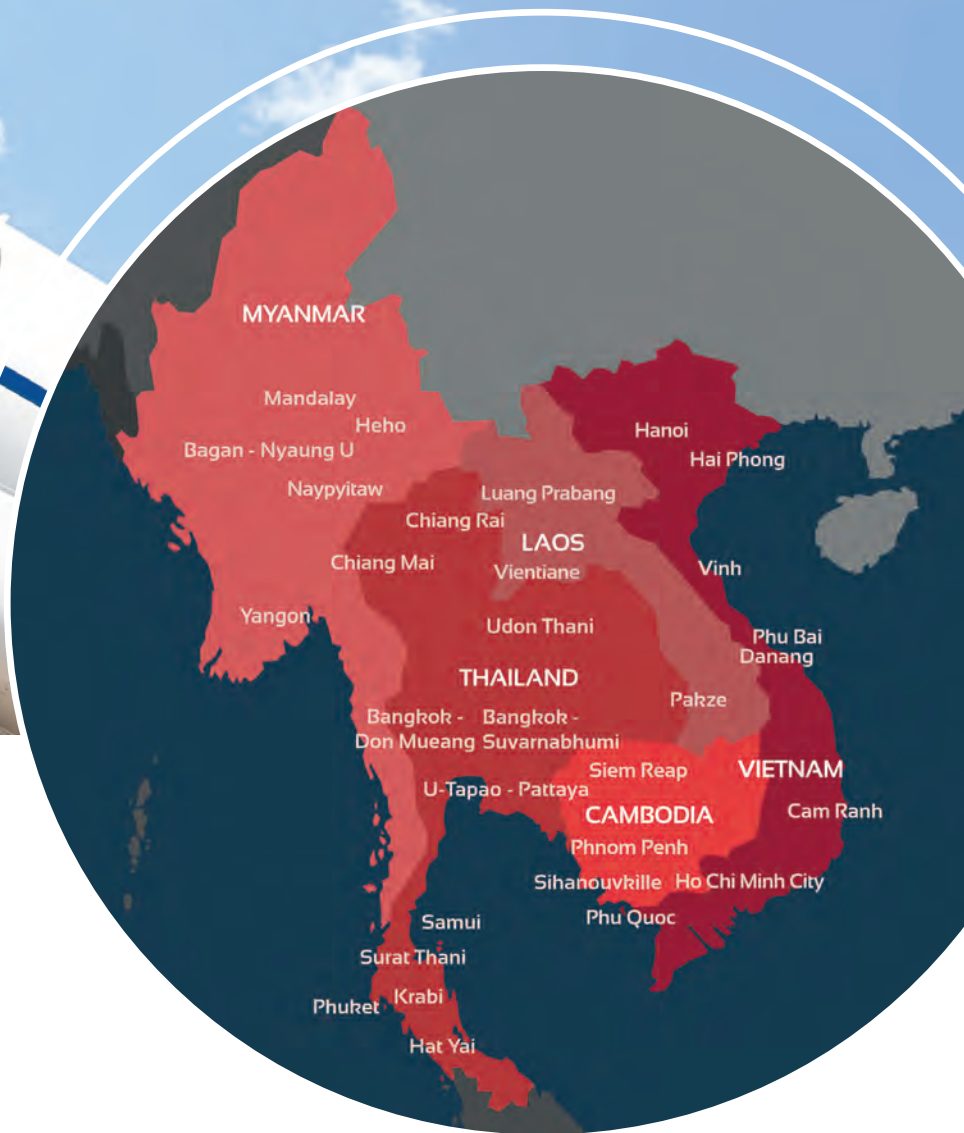 MYANMAR
Mandalay
Heho
Bagan - Nyaung U
Naypyitaw
Yangon
Hanoi
Hai Phong
Luang Prabang
Chiang Rai
LAOS
Chiang Mai
Vientiane
Vinh
Udon Thani
Phu Bai
Danang
THAILAND
Pakze
Bangkok -
Don Mueang
Bangkok -
Suvarnabhumi
U-Tapao - Pattaya
Siem Reap
VIETNAM
CAMBODIA
Cam Ranh
Phnom Penh
Sihanouvkille
Ho Chi Minh City
Phu Quoc
Samui
Surat Thani
Phuket
Krabi
Hat Yai